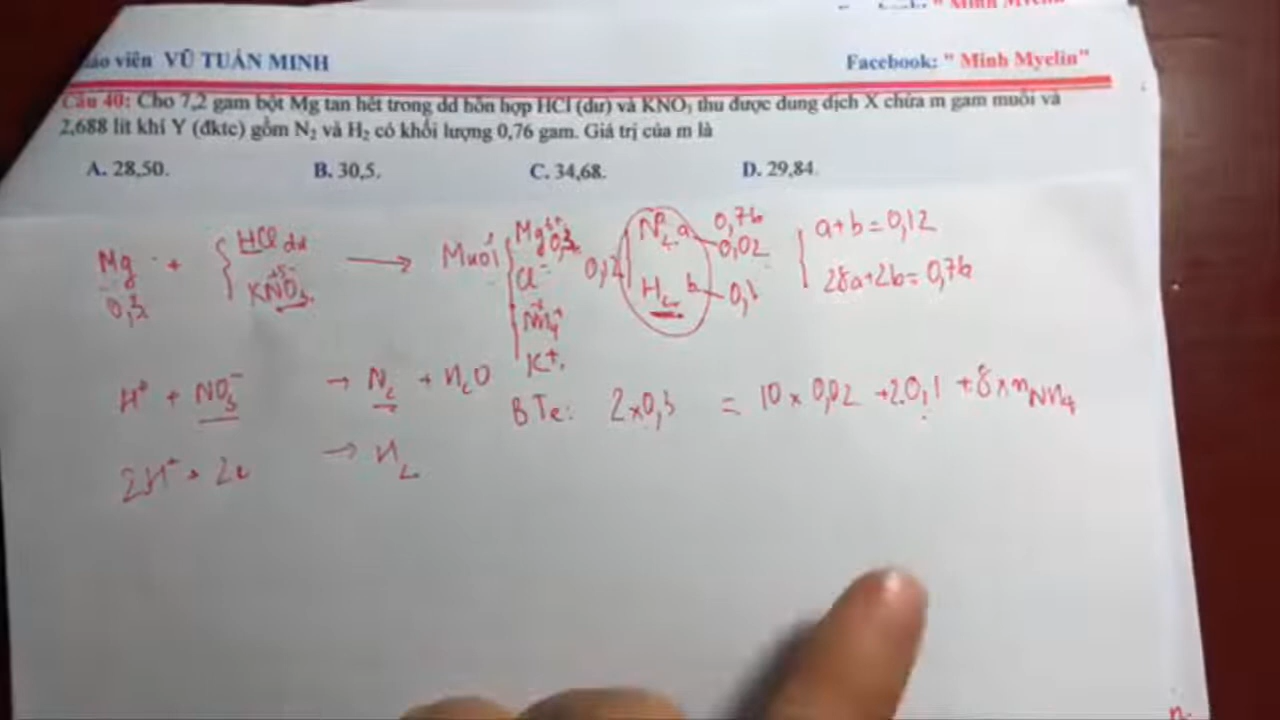 áo viên VŨ TUẤN MINH
Facebook: " Minh Myelin"
Câu 40: Cho 7,2 gam bột Mg tan hết trong dd hỗn hợp HCl (dư) và KNO₃ thu được dung dịch X chứa m gam muối và
2,688 lít khí Y (đktc) gồm N₂ và H₂ có khối lượng 0,76 gam. Giá trị của m là
A. 28,50. B. 30,5. C. 34,68. D. 29,84.
Mg + { HCl dư → Muối { Mg²⁺ 0,3 0,12 { N₂ a 0,76 0,02 { a+b=0,12
0,3 KNO₃ Cl⁻ H₂ b 0,1 28a+2b=0,76
NH₄⁺
K⁺
H⁺ + NO₃⁻ → N₂ + H₂O
BTe: 2×0,3 = 10×0,02 +2.0,1 +8×nNH₄
2H⁺ + 2e → H₂